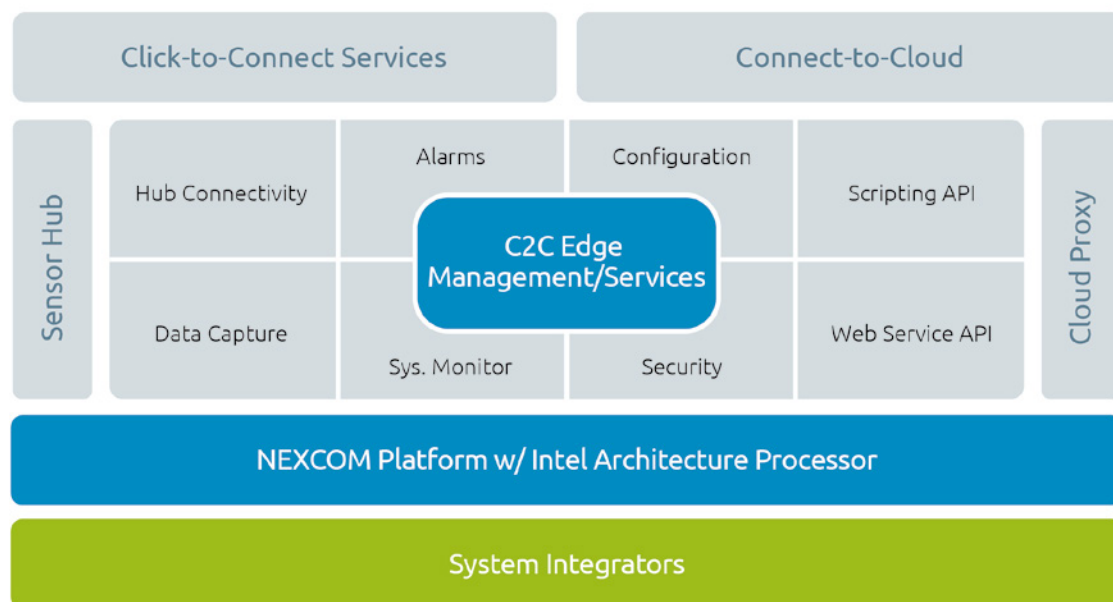 Click-to-Connect Services
Connect-to-Cloud
Sensor Hub
Hub Connectivity
Alarms
Configuration
Scripting API
C2C Edge
Management/Services
Data Capture
Sys. Monitor
Security
Web Service API
Cloud Proxy
NEXCOM Platform w/ Intel Architecture Processor
System Integrators